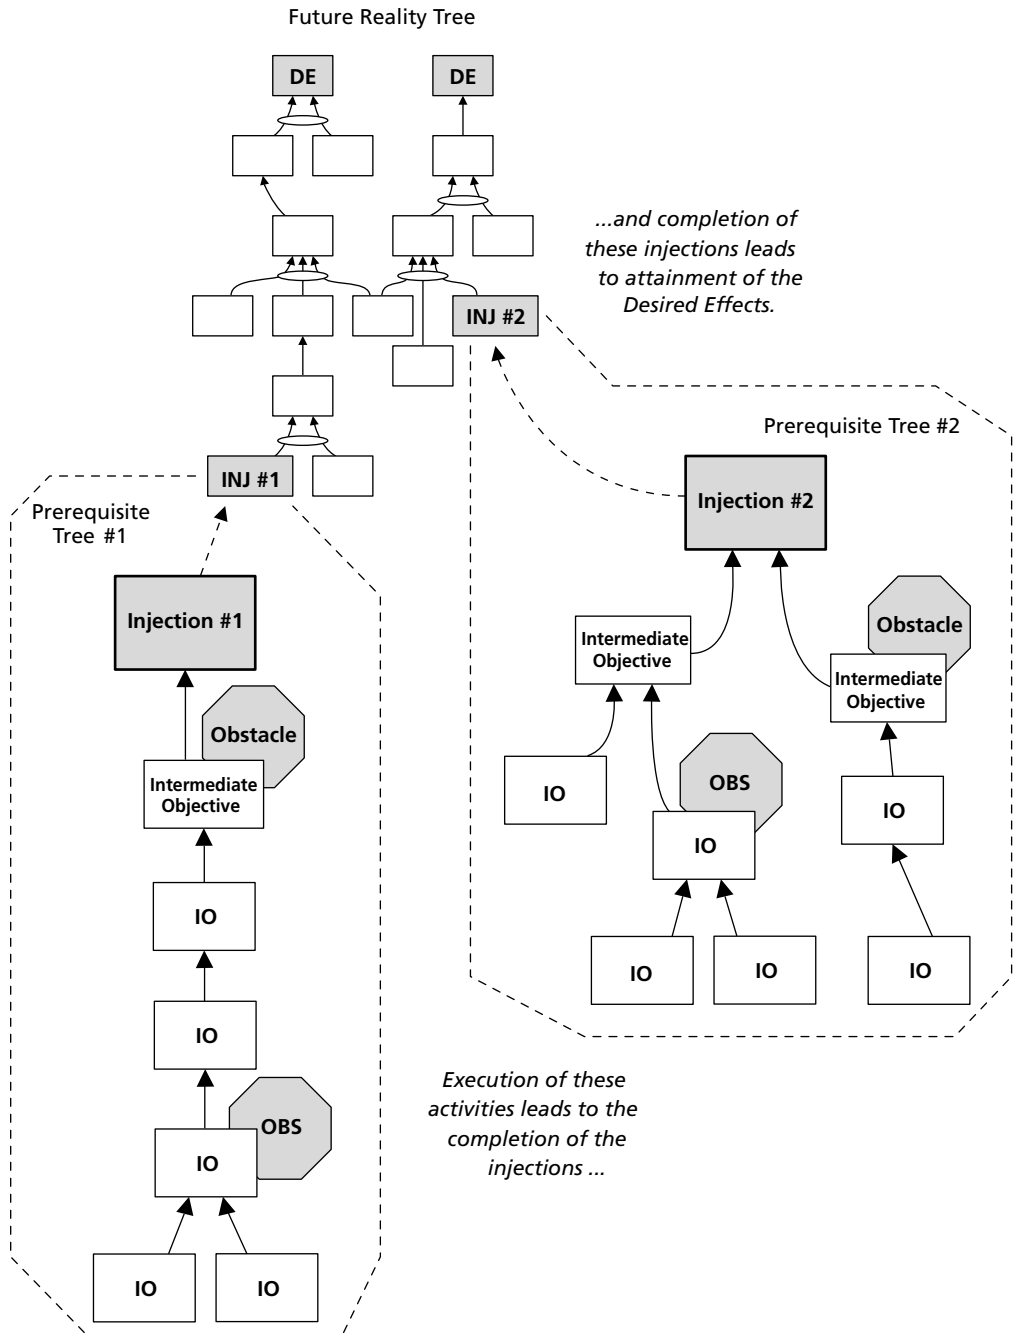 Future Reality Tree
DE
DE
...and completion of
these injections leads
to attainment of the
Desired Effects.
INJ #2
Prerequisite Tree #2
INJ #1
Prerequisite
Tree #1
Injection #2
Injection #1
Obstacle
Intermediate
Objective
Obstacle
Intermediate
Objective
Obstacle
Intermediate
Objective
OBS
IO
IO
IO
IO
IO
IO
IO
IO
IO
Execution of these
activities leads to the
completion of the
injections ...
OBS
IO
IO
IO